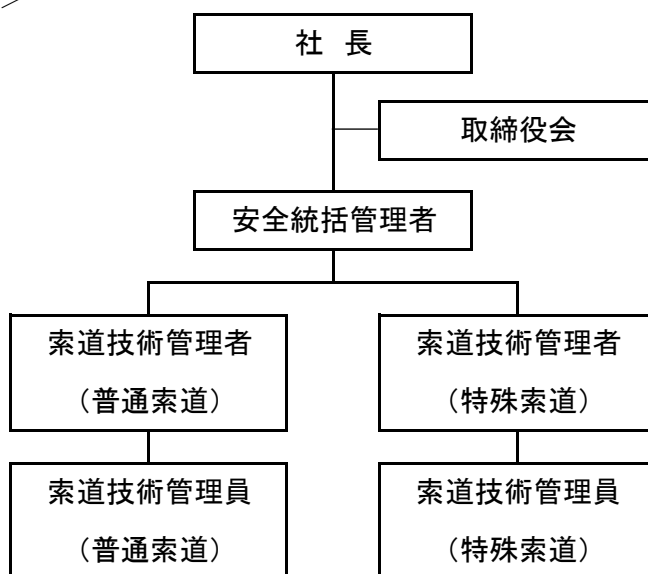 社 長
取締役会
安全統括管理者
索道技術管理者
（普通索道）
索道技術管理者
（特殊索道）
索道技術管理員
（普通索道）
索道技術管理員
（特殊索道）